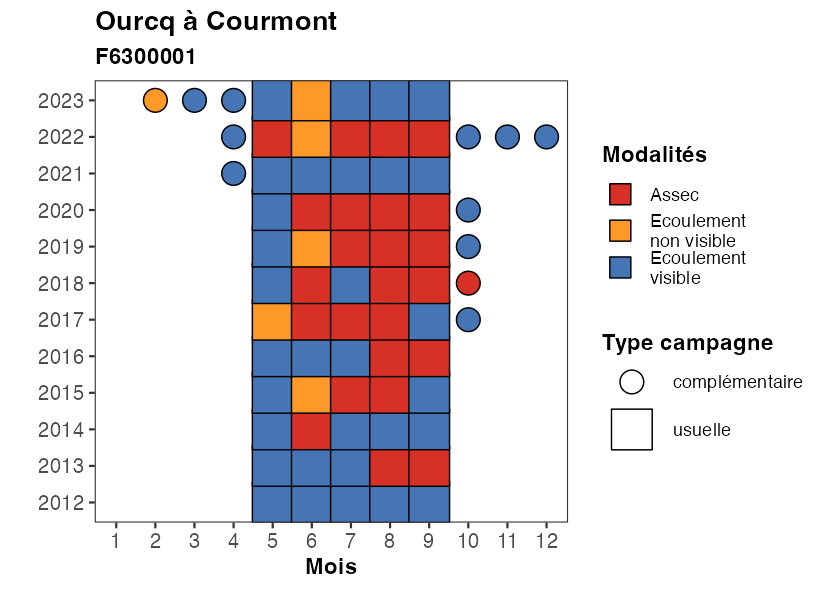 Ourcq à Courmont
F6300001
2023
2022
2021
2020
2019
2018
2017
2016
2015
2014
2013
2012
1 2 3 4 5 6 7 8 9 10 11 12
Mois
Modalités
Assec
Ecoulement
non visible
Ecoulement
visible
Type campagne
complémentaire
usuelle